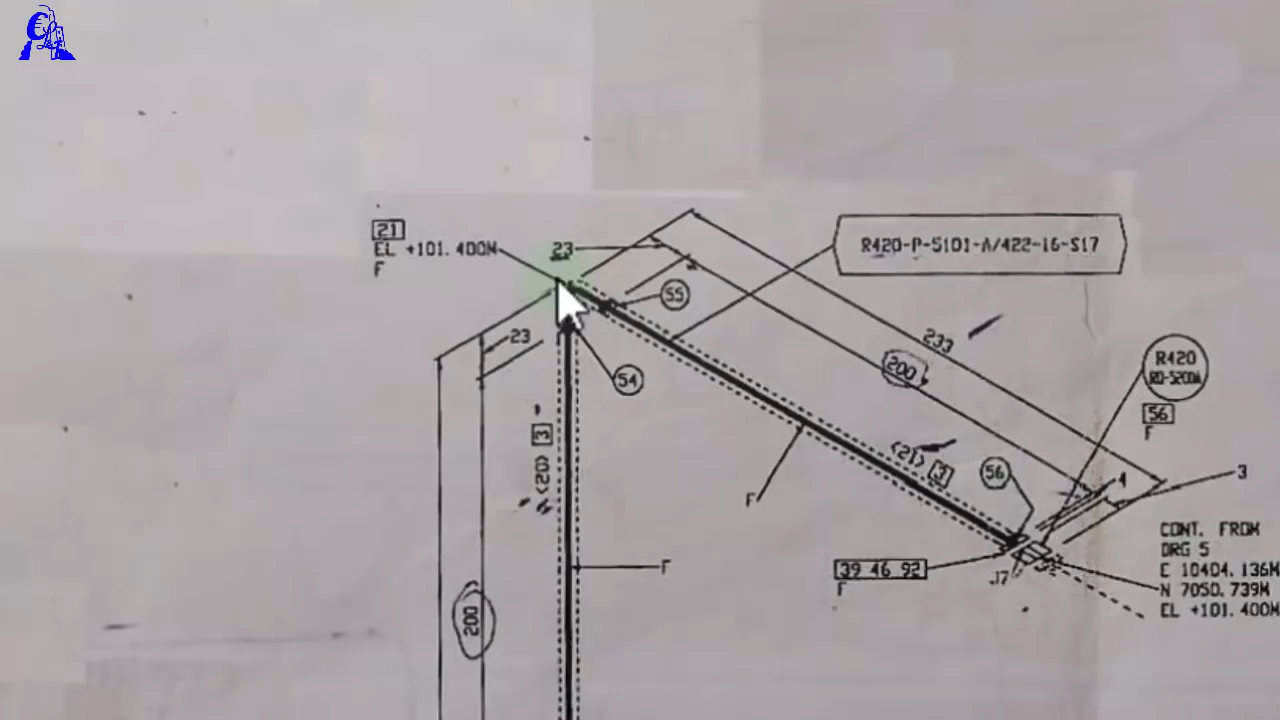 21
EL +101.400M
F
23
R420-P-5101-A/422-16-S17
55
23
54
233
200
R420
56
F
<20> 3
<21> 3
56
4
3
F
F
39 46 92
F
J7
200
CONT. FROM
DRG 5
E 10404.136M
N 7050.739M
EL +101.400M